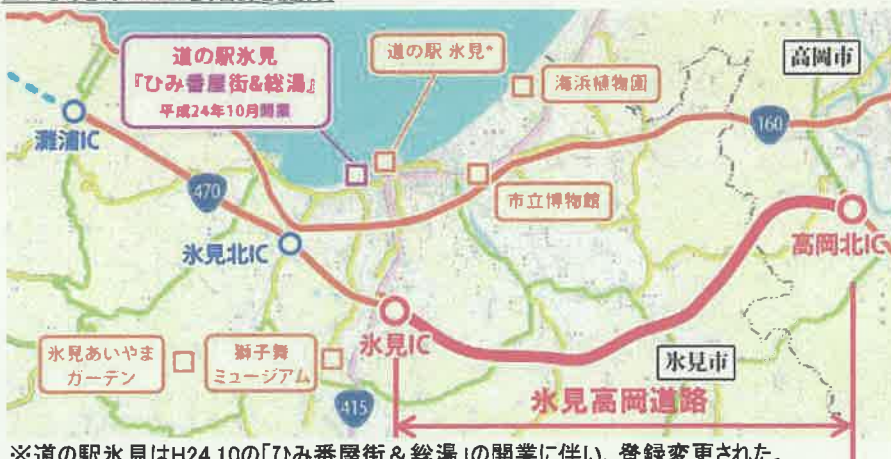 道の駅氷見
『ひみ番屋街&総湯』
平成24年10月開業
道の駅 氷見*
海浜植物園
高岡市
灘浦IC
160
470
市立博物館
氷見北IC
高岡北IC
氷見あいやま
ガーデン
獅子舞
ミュージアム
氷見IC
氷見市
415
氷見高岡道路
※道の駅氷見はH24.10の「ひみ番屋街&総湯」の開業に伴い、登録変更された。